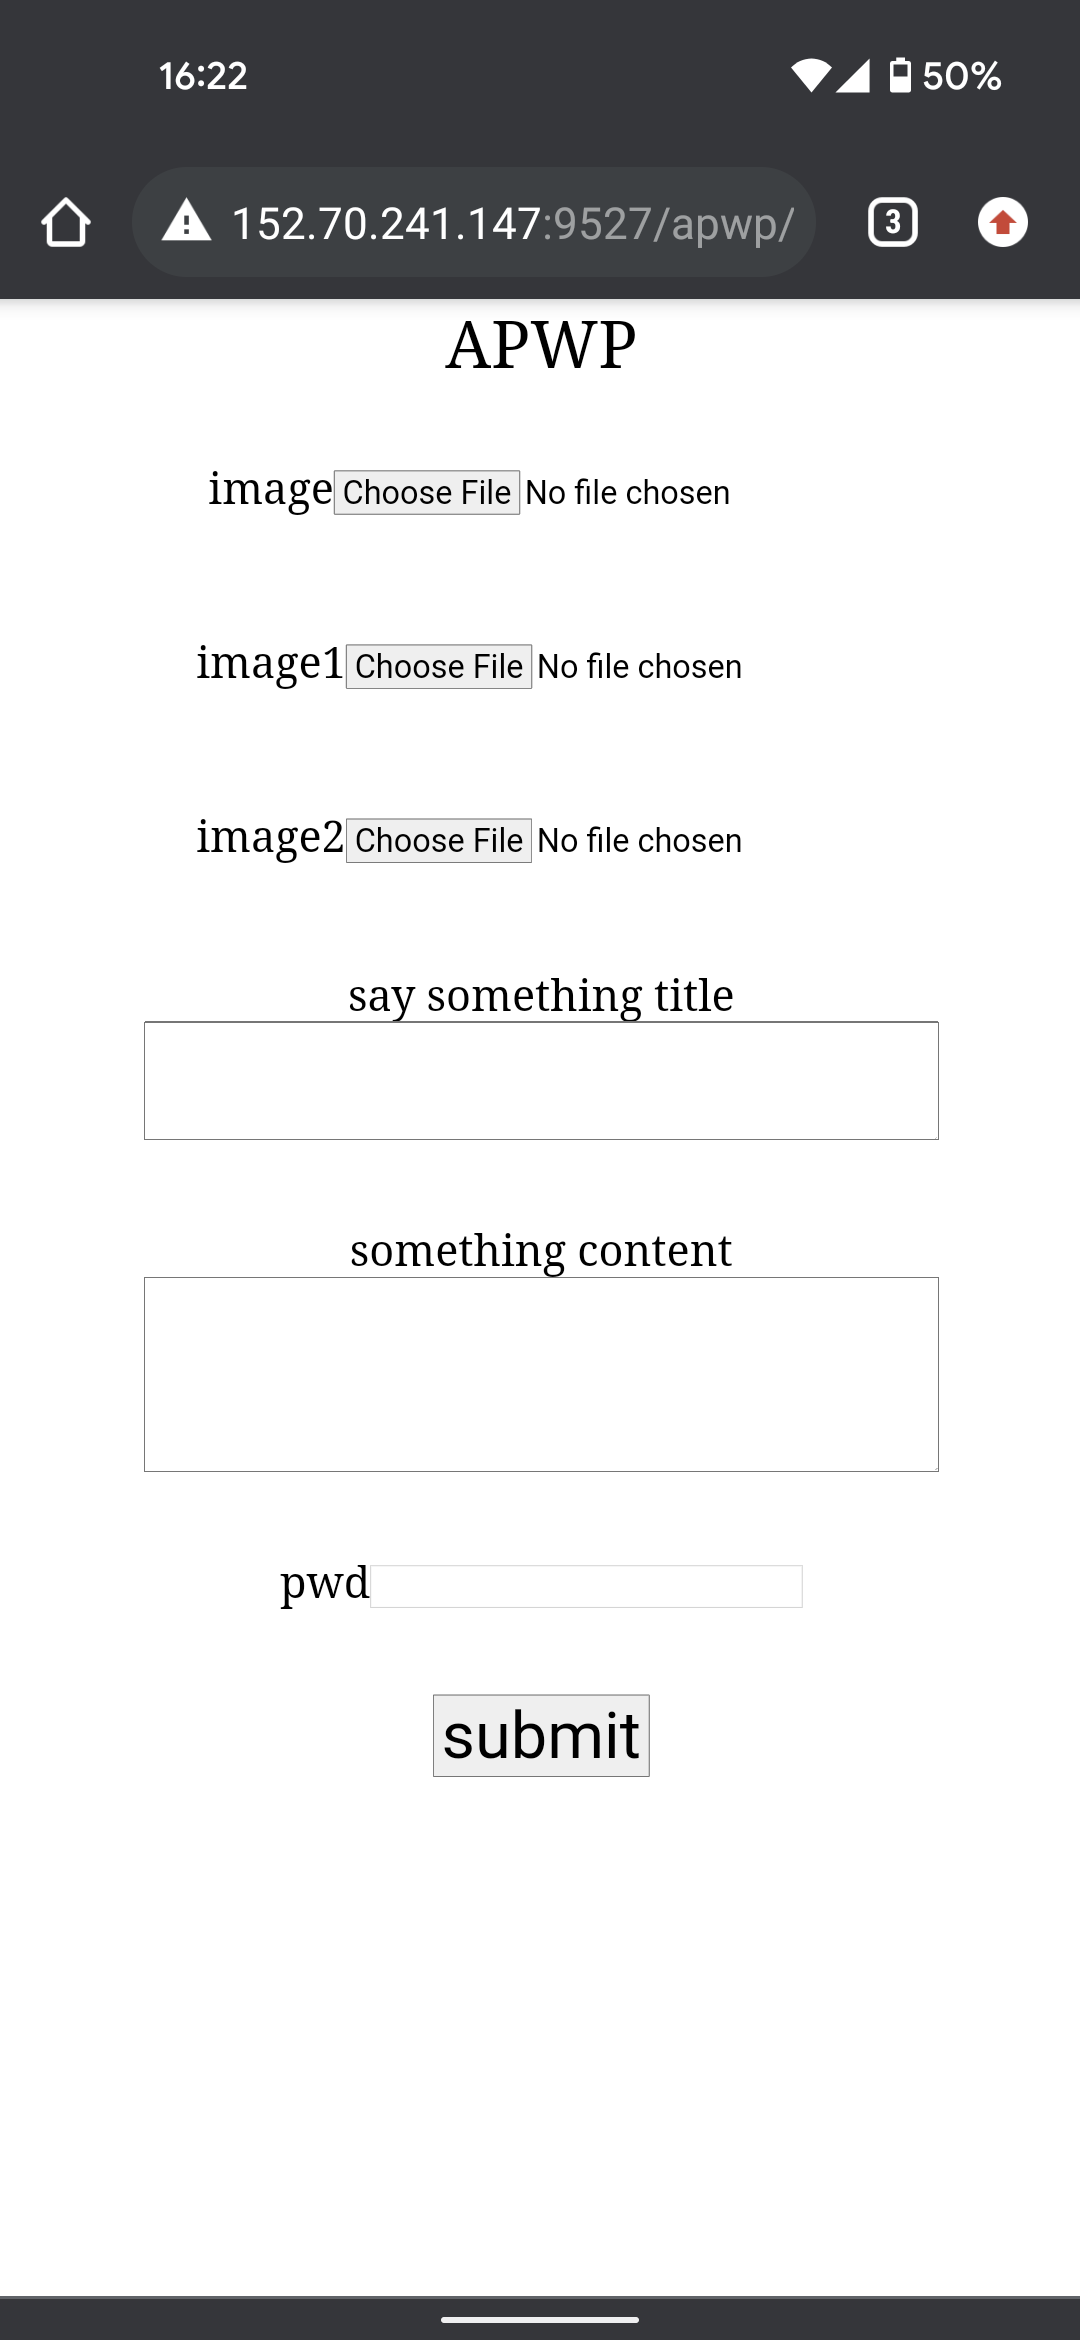 16:22
50%
152.70.241.147:9527/apwp/
3
APWP
image Choose File No file chosen
image1 Choose File No file chosen
image2 Choose File No file chosen
say something title
something content
pwd
submit